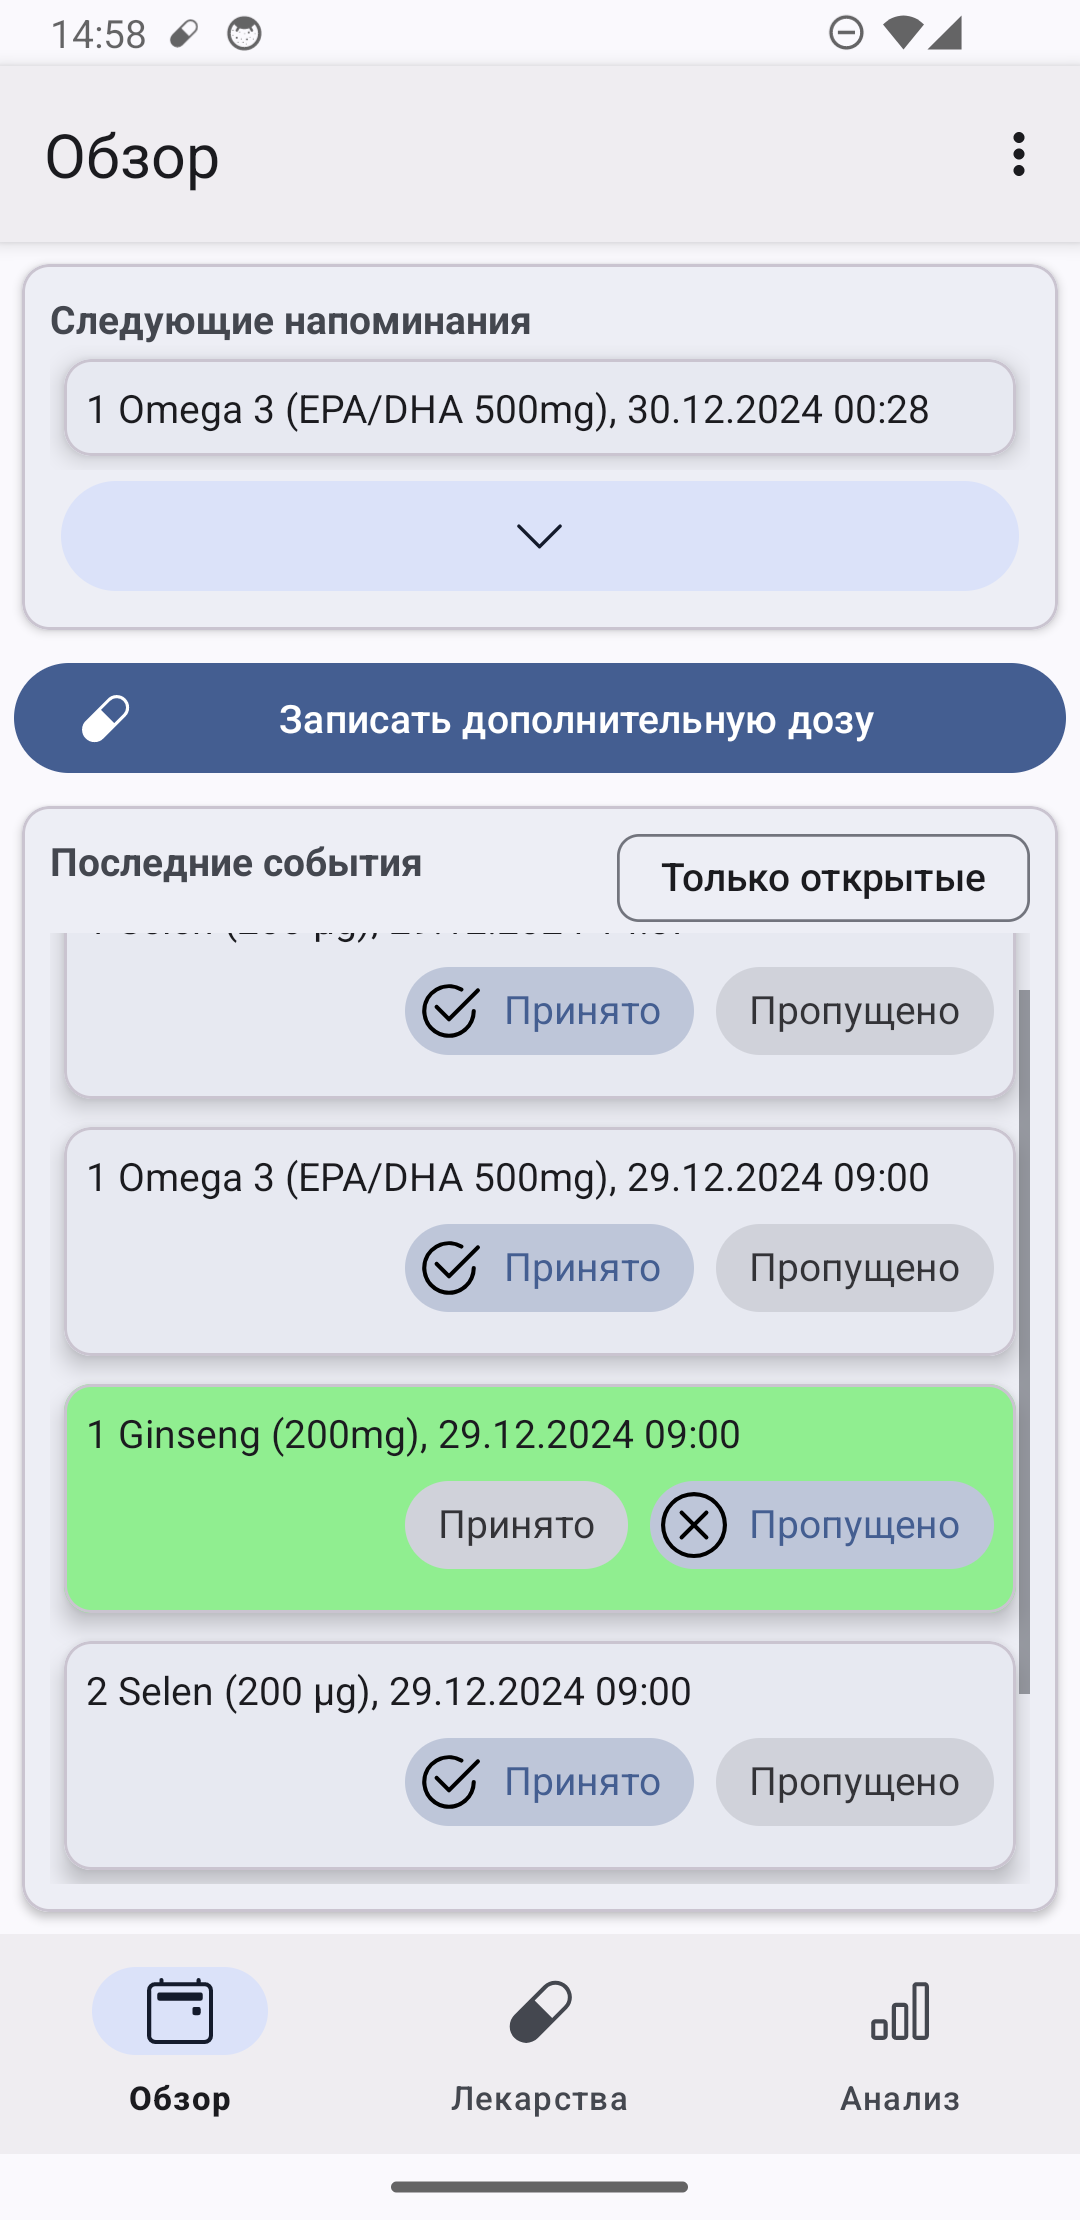 14:58
Обзор
Следующие напоминания
1 Omega 3 (EPA/DHA 500mg), 30.12.2024 00:28
Записать дополнительную дозу
Последние события
Только открытые
Принято
Пропущено
1 Omega 3 (EPA/DHA 500mg), 29.12.2024 09:00
Принято
Пропущено
1 Ginseng (200mg), 29.12.2024 09:00
Принято
Пропущено
2 Selen (200 µg), 29.12.2024 09:00
Принято
Пропущено
Обзор
Лекарства
Анализ